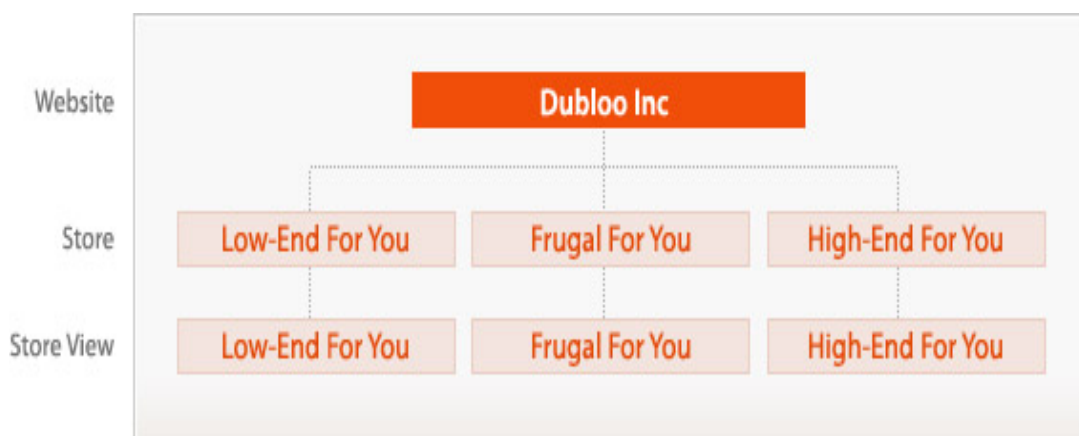 Website
Dubloo Inc
Store
Low-End For You
Frugal For You
High-End For You
Store View
Low-End For You
Frugal For You
High-End For You